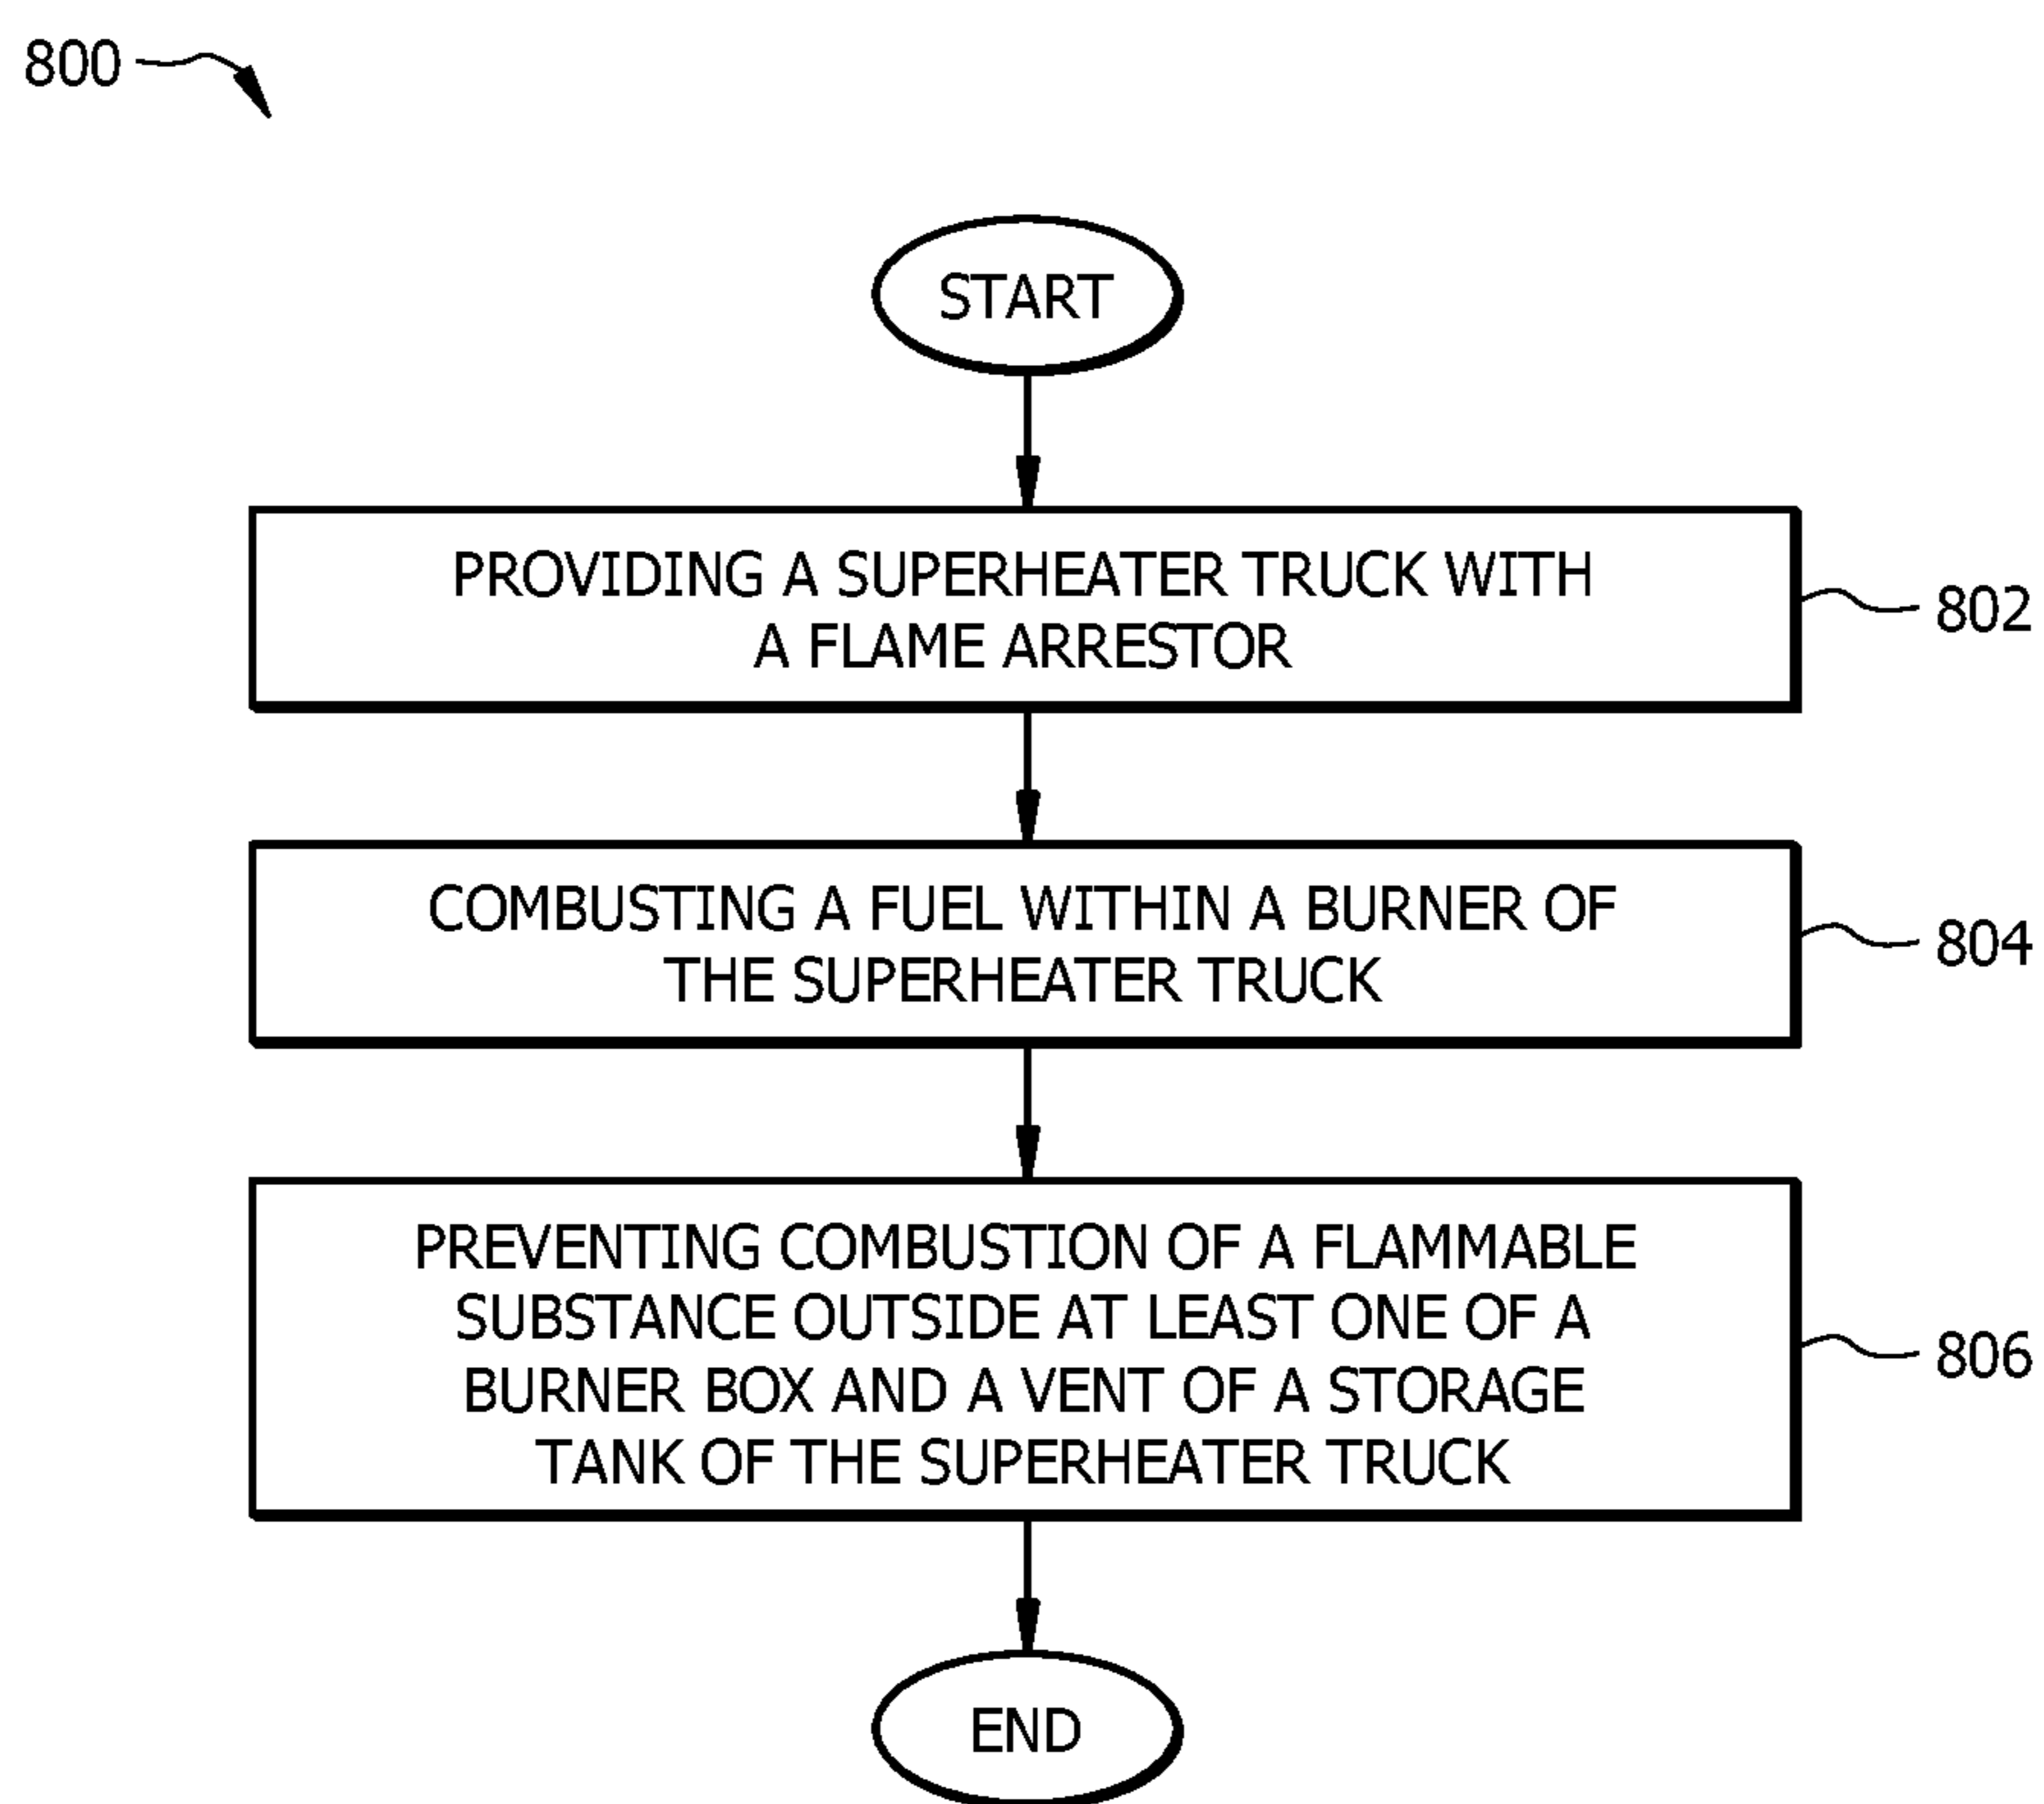 800
START
PROVIDING A SUPERHEATER TRUCK WITH
A FLAME ARRESTOR
802
COMBUSTING A FUEL WITHIN A BURNER OF
THE SUPERHEATER TRUCK
804
PREVENTING COMBUSTION OF A FLAMMABLE
SUBSTANCE OUTSIDE AT LEAST ONE OF A
BURNER BOX AND A VENT OF A STORAGE
TANK OF THE SUPERHEATER TRUCK
806
END